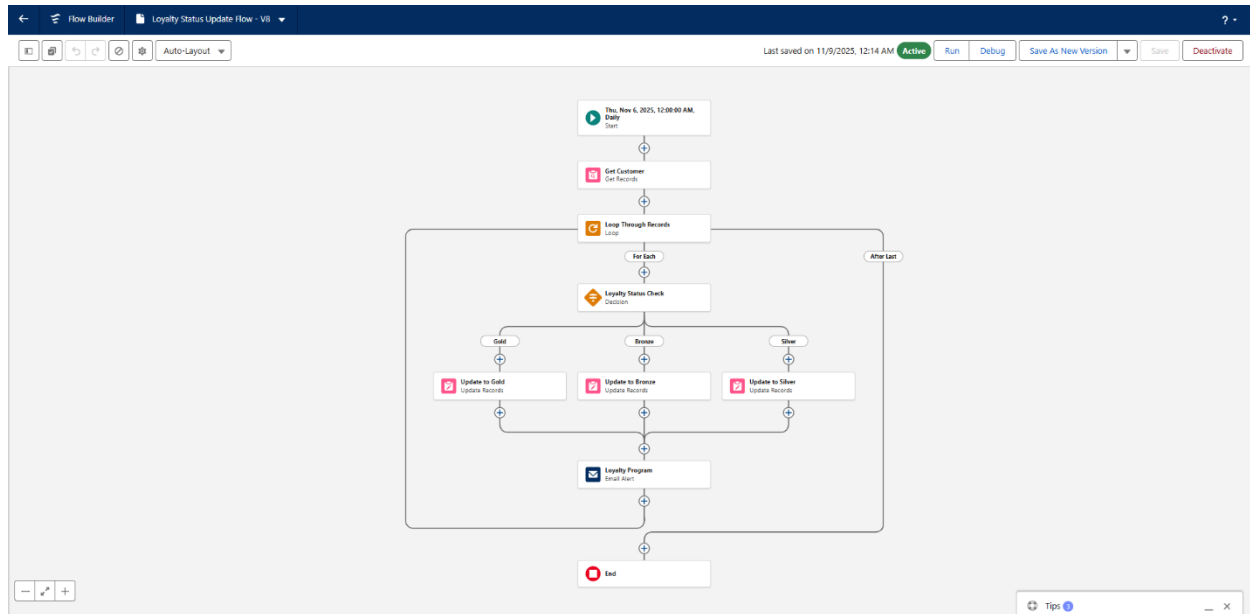 Flow Builder
Loyalty Status Update Flow - V8
?
Auto-Layout
Last saved on 11/9/2025, 12:14 AM
Active
Run
Debug
Save As New Version
Save
Deactivate
Thu, Nov 6, 2025, 12:00:00 AM,
Daily
Start
Get Customer
Get Records
Loop Through Records
Loop
For Each
After Last
Loyalty Status Check
Decision
Gold
Bronze
Silver
Update to Gold
Update Records
Update to Bronze
Update Records
Update to Silver
Update Records
Loyalty Program
Email Alert
End
Tips 3